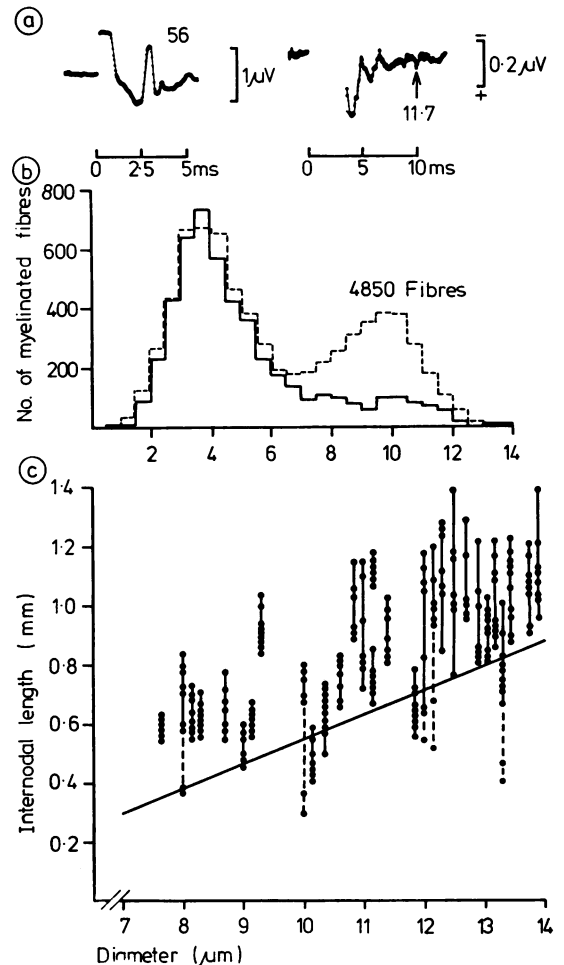 a
56
1μV
0·2μV
+
11·7
0 2·5 5ms
0 5 10ms
b
No. of myelinated fibres
800
600
400
200
4850 Fibres
2 4 6 8 10 12 14
c
Internodal length (mm)
1·4
1·2
1·0
0·8
0·6
0·4
0·2
7 8 9 10 11 12 13 14
Diameter (μm)